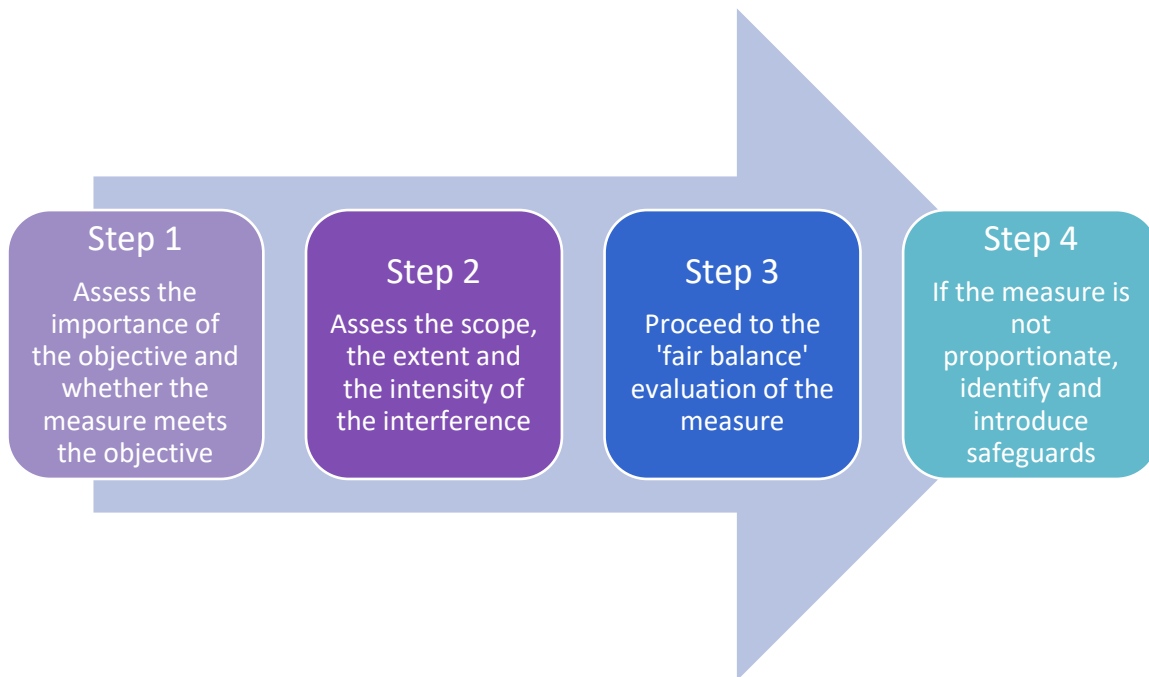 Step 1
Assess the
importance of
the objective and
whether the
measure meets
the objective
Step 2
Assess the scope,
the extent and
the intensity of
the interference
Step 3
Proceed to the
'fair balance'
evaluation of the
measure
Step 4
If the measure is
not
proportionate,
identify and
introduce
safeguards